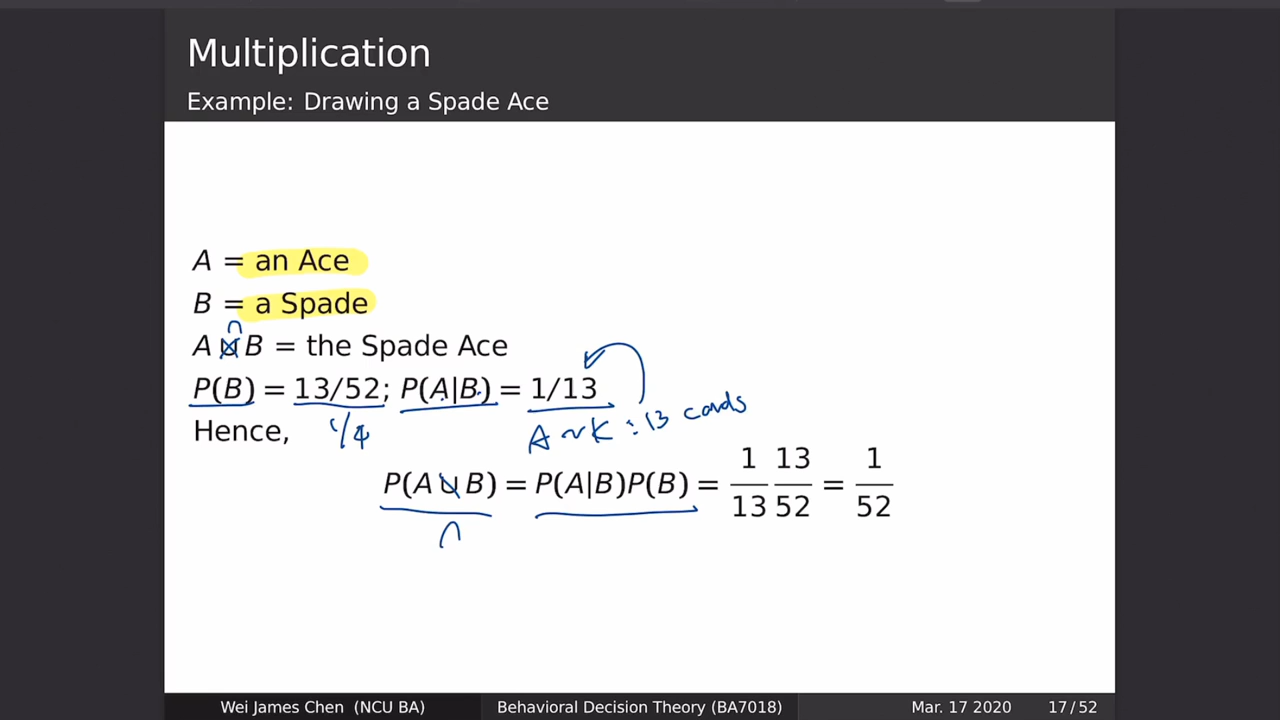 Multiplication
Example: Drawing a Spade Ace
A = an Ace
B = a Spade
∩
A ∪ B = the Spade Ace
P(B) = 13/52; P(A|B) = 1/13
Hence,
1/4
A ~ K : 13 cards
P(A ∪ B) = P(A|B)P(B) = 1/13 13/52 = 1/52
∩
Wei James Chen (NCU BA) Behavioral Decision Theory (BA7018) Mar. 17 2020 17 / 52